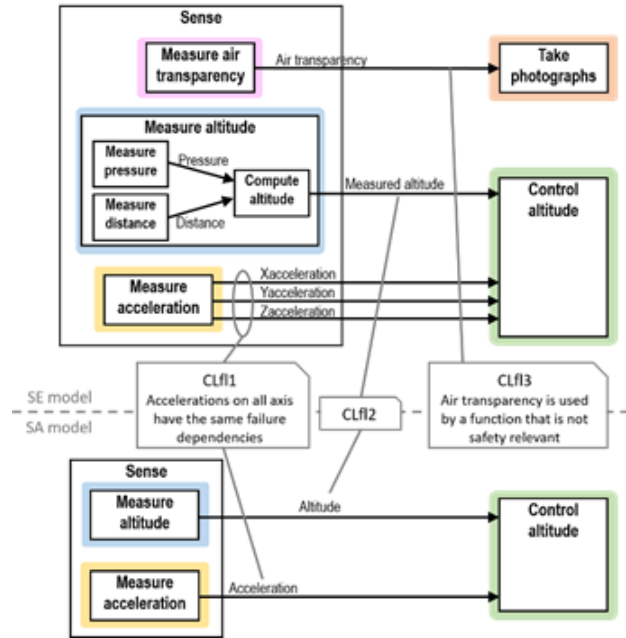 Sense
Measure air
transparency
Air transparency
Take
photographs
Measure altitude
Measure
pressure
Pressure
Compute
altitude
Measure
distance
Distance
Measured altitude
Control
altitude
Measure
acceleration
Xacceleration
Yacceleration
Zacceleration
CLfl1
Accelerations on all axis
have the same failure
dependencies
CLfl2
CLfl3
Air transparency is used
by a function that is not
safety relevant
SE model
SA model
Sense
Measure
altitude
Altitude
Control
altitude
Measure
acceleration
Acceleration